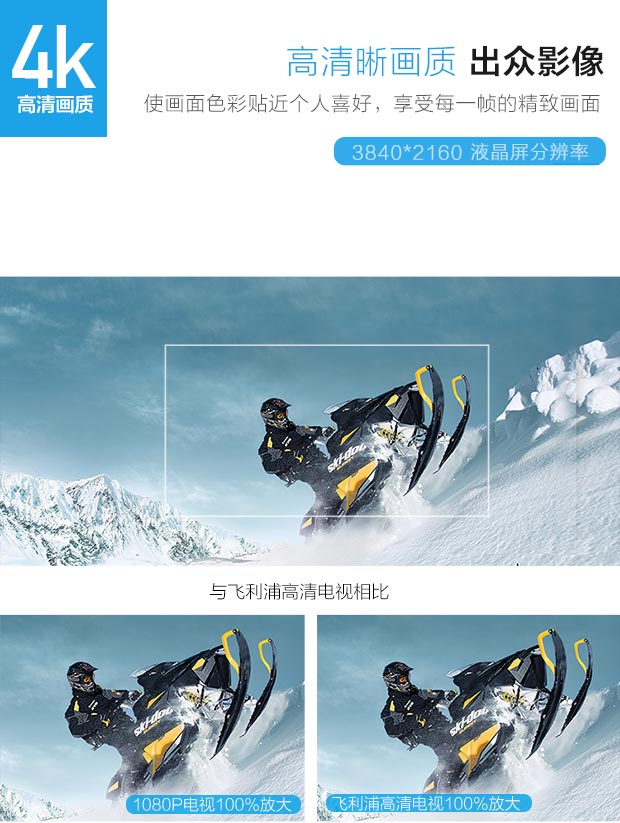 4k
高清画质
高清晰画质 出众影像
使画面色彩贴近个人喜好，享受每一帧的精致画面
3840*2160 液晶屏分辨率
ski-doo
与飞利浦高清电视相比
ski-doo
ski-doo
1080P电视100%放大
飞利浦高清电视100%放大